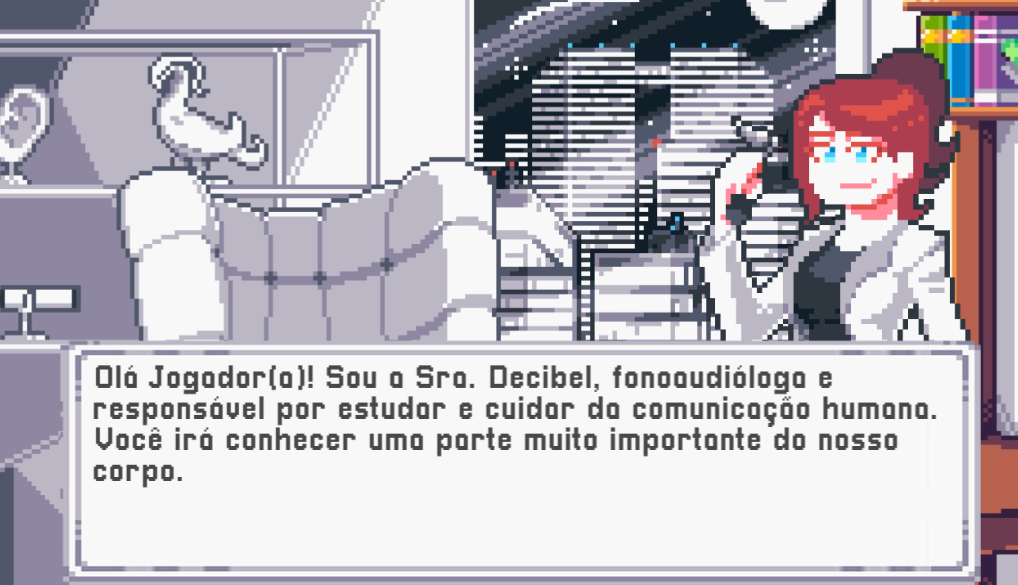 Olá Jogador(a)! Sou a Sra. Decibel, fonoaudióloga e
responsável por estudar e cuidar da comunicação humana.
Você irá conhecer uma parte muito importante do nosso
corpo.